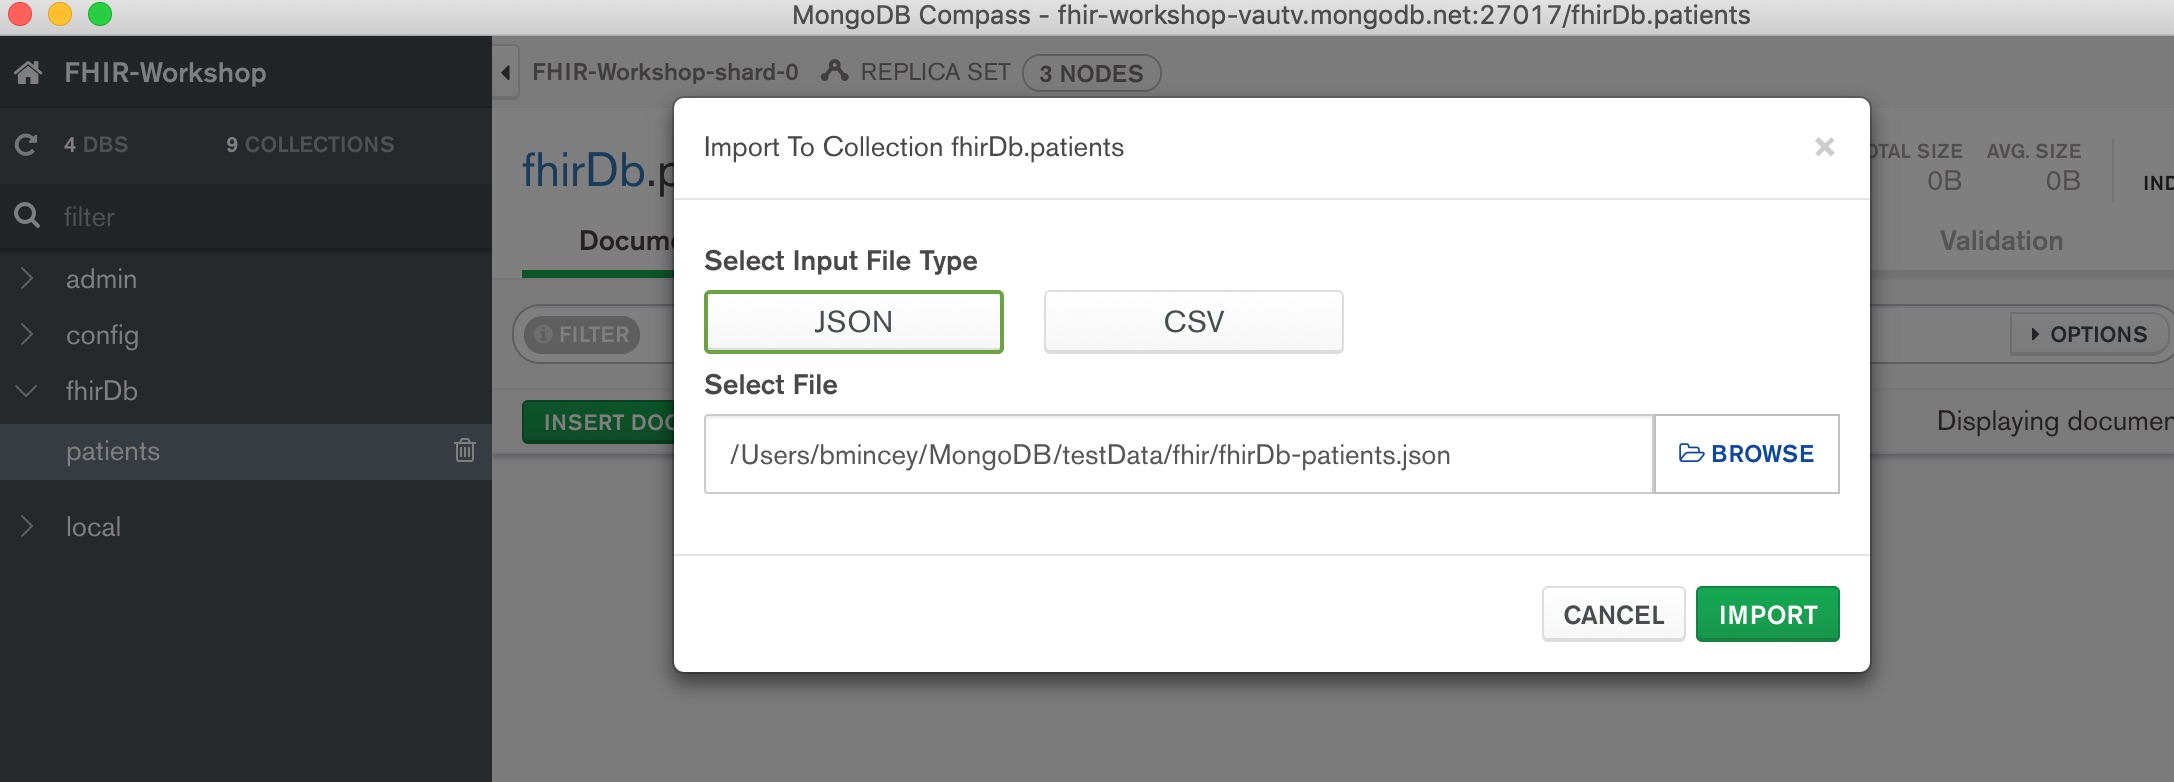 MongoDB Compass - fhir-workshop-vautv.mongodb.net:27017/fhirDb.patients
FHIR-Workshop
4 DBS 9 COLLECTIONS
filter
admin
config
fhirDb
patients
local
FHIR-Workshop-shard-0 REPLICA SET 3 NODES
fhirDb.p
OTAL SIZE AVG. SIZE
0B 0B
IND
Docum
Validation
FILTER
OPTIONS
INSERT DOC
Displaying documen
Import To Collection fhirDb.patients
Select Input File Type
JSON CSV
Select File
/Users/bmincey/MongoDB/testData/fhir/fhirDb-patients.json BROWSE
CANCEL IMPORT